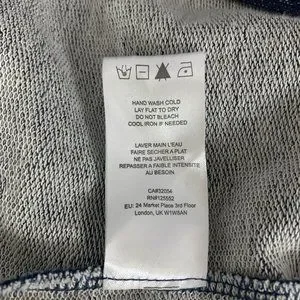 HAND WASH COLD
LAY FLAT TO DRY
DO NOT BLEACH
COOL IRON IF NEEDED
LAVER MAIN L'EAU
FAIRE SECHER A PLAT
NE PAS JAVELLISER
REPASSER A FAIBLE INTENSITE
AU BESOIN
CA#32054
RN#125552
EU: 24 Market Place 3rd Floor
London, UK W1W8AN